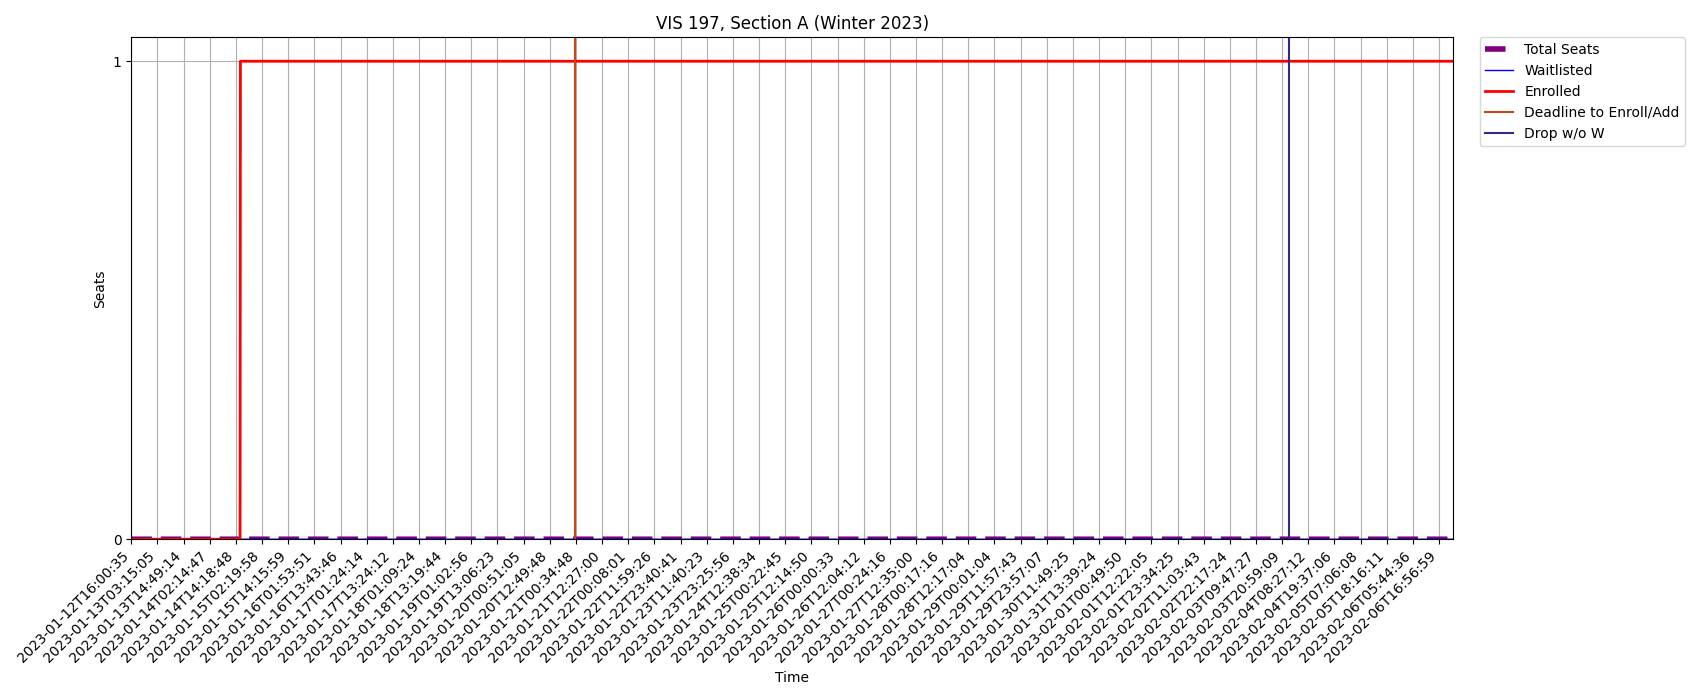 VIS 197, Section A (Winter 2023)
Total Seats
Waitlisted
Enrolled
Deadline to Enroll/Add
Drop w/o W
Seats
1
0
2023-01-12T16:00:35
2023-01-13T03:15:05
2023-01-13T14:49:14
2023-01-14T02:14:47
2023-01-14T14:18:48
2023-01-15T02:19:58
2023-01-15T14:15:59
2023-01-16T01:53:51
2023-01-16T13:43:46
2023-01-17T01:24:14
2023-01-17T13:24:12
2023-01-18T01:09:24
2023-01-18T13:19:44
2023-01-19T01:02:56
2023-01-19T13:06:23
2023-01-20T00:51:05
2023-01-20T12:49:48
2023-01-21T00:34:48
2023-01-21T12:27:00
2023-01-22T00:08:01
2023-01-22T11:59:26
2023-01-22T23:40:41
2023-01-23T11:40:23
2023-01-23T23:25:56
2023-01-24T12:38:34
2023-01-25T00:22:45
2023-01-25T12:14:50
2023-01-26T00:00:33
2023-01-26T12:04:12
2023-01-27T00:24:16
2023-01-27T12:35:00
2023-01-28T00:17:16
2023-01-28T12:17:04
2023-01-29T00:01:04
2023-01-29T11:57:43
2023-01-29T23:57:07
2023-01-30T11:49:25
2023-01-31T13:39:24
2023-02-01T00:49:50
2023-02-01T12:22:05
2023-02-01T23:34:25
2023-02-02T11:03:43
2023-02-02T22:17:24
2023-02-03T09:47:27
2023-02-03T20:59:09
2023-02-04T08:27:12
2023-02-04T19:37:06
2023-02-05T07:06:08
2023-02-05T18:16:11
2023-02-06T05:44:36
2023-02-06T16:56:59
Time